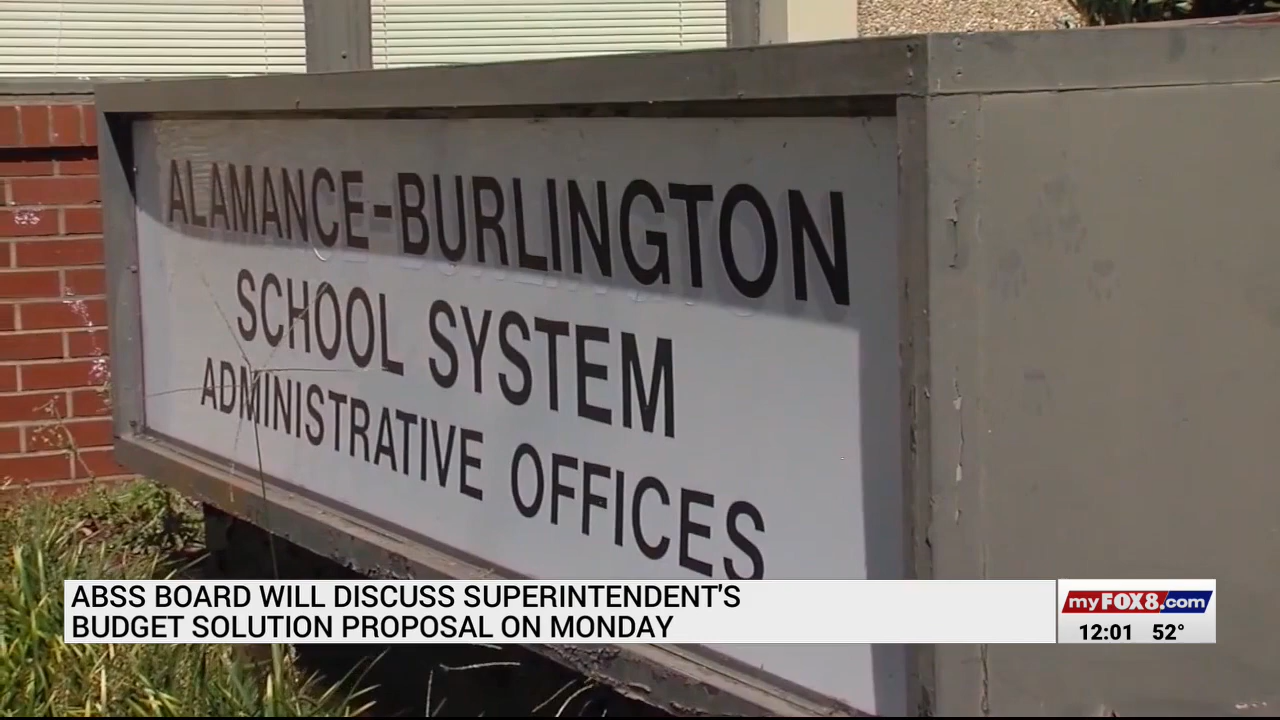 ALAMANCE-BURLINGTON
SCHOOL SYSTEM
ADMINISTRATIVE OFFICES
ABSS BOARD WILL DISCUSS SUPERINTENDENT'S
BUDGET SOLUTION PROPOSAL ON MONDAY
myFOX8.com
12:01 52°